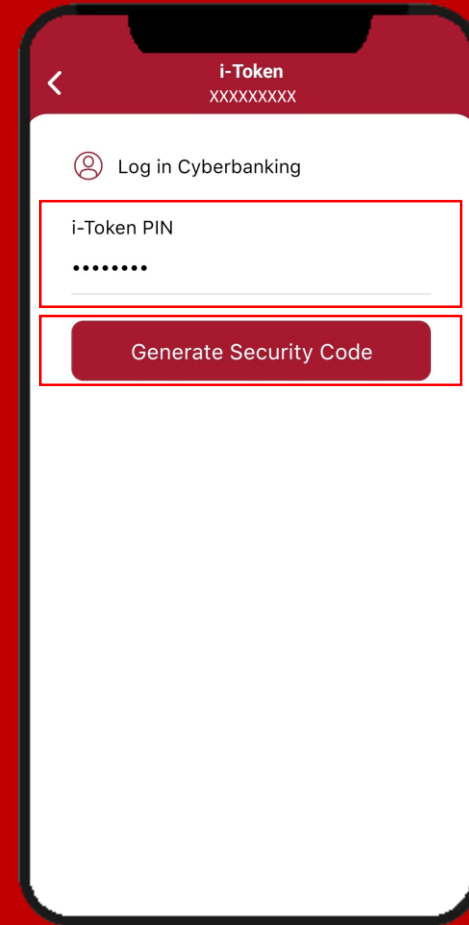 i-Token
XXXXXXXXX
Log in Cyberbanking
i-Token PIN
••••••••
Generate Security Code